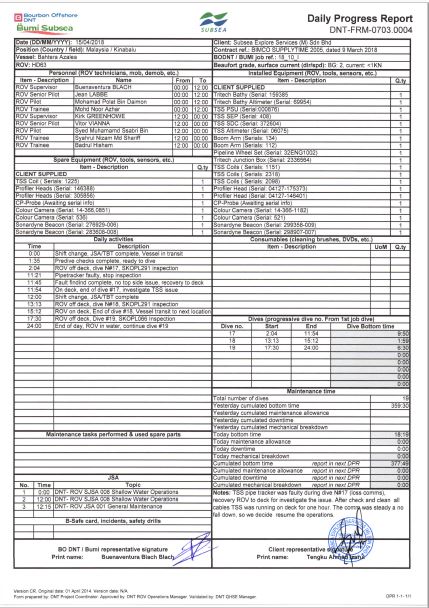 Bourbon Offshore
DNT
Bumi Subsea
SUBSEA
Daily Progress Report
DNT-FRM-0703.0004
Date (DD/MM/YYYY): 15/04/2018
Client: Subsea Explore Services (M) Sdn Bhd
Position (Country / field): Malaysia / Kinabalu
Contract ref.: BIMCO SUPPLYTIME 2005, dated 9 March 2018
Vessel: Bahtera Azalea
BODNT / BUMI job ref.: 18_10_I
ROV: HD63
Beaufort grade, surface current (dirf/speed): BG: 2, current: <1KN
Personnel (ROV technicians, mob, demob, etc.)
Item - Description Name From To
ROV Supervisor Buenaventura BLACH 00:00 12:00
ROV Senior Pilot Jean LABBE 00:00 12:00
ROV Pilot Mohamad Polat Bin Daimon 00:00 12:00
ROV Trainee Mohd Noor Azhar 00:00 12:00
ROV Supervisor Kirk GREENHOWE 12:00 00:00
ROV Senior Pilot Vitor VIANNA 12:00 00:00
ROV Pilot Syed Muhamamd Ssabri Bin 12:00 00:00
ROV Trainee Syahrul Nizam Md Sheriff 12:00 00:00
ROV Trainee Badrul Hisham 12:00 00:00
Spare Equipment (ROV, tools, sensors, etc.)
Item - Description Q.ty
CLIENT SUPPLIED
TSS Coil ( Serials: 1225) 1
Profiler Heads (Serial: 146388) 1
Profiler Heads (Serial: 305856) 1
CP-Probe (Awaiting serial info) 1
Colour Camera (Serial: 14-366,0851) 1
Colour Camera (Serial: 536) 1
Sonardyne Beacon (Serial: 276929-006) 1
Sonardyne Beacon (Serial: 283606-008) 1
Installed Equipment (ROV, tools, sensors, etc.)
Item - Description Q.ty
CLIENT SUPPLIED
Tritech Bathy (Serial: 159385 1
Tritech Bathy Altimeter (Serial: 69954) 1
TSS PSU (Serial:000876) 1
TSS SEP (Serial: 408) 1
TSS SDC (Serial: 372604) 1
TSS Altimeter (Serial: 06075) 1
Boom Arm (Serial: 134) 1
Boom Arm (Serial: 112) 1
Pipeline Wheel Set (Serial: 32ENG1002) 1
Tritech Junction Box (Serial: 2336564) 1
TSS Coils ( Serials: 1151) 1
TSS Coils ( Serials: 2318) 1
TSS Coils ( Serials: 2098) 1
Profiler Head (Serial: 04127-175373) 1
Profiler Head (Serial: 04127-146401) 1
CP-Probe (Awaiting serial info) 1
Colour Camera (Serial: 14-366-1182) 1
Colour Camera (Serial: 521) 1
Sonardyne Beacon (Serial: 299358-009) 1
Sonardyne Beacon (Serial: 298907-007) 1
Daily activities
Time Description
0:00 Shift change, JSA/TBT complete, Vessel in transit
1:35 Predive checks complete, ready to dive
2:04 ROV off deck, dive N#17, SKOPL291 inspection
11:21 Pipetracker faulty, stop inspection
11:45 Fault findind complete, no top side issue, recovery to deck
11:54 On deck, end of dive #17, investigate TSS issue
12:00 Shift change, JSA/TBT complete
13:13 ROV off deck, dive N#18, SKOPL291 inspection
15:12 ROV on deck, End of dive #18, Vessel transit to next location
17:30 ROV off deck, Dive #19, SKOPL066 inspection
24:00 End of day, ROV in water, continue dive #19
Consumables (cleaning brushes, DVDs, etc.)
Item - Description UoM Q.ty
Dives (progressive dive no. From 1st job dive)
Dive no. Start End Dive Bottom time
17 2:04 11:54 9:50
18 13:13 15:12 1:59
19 17:30 24:00 6:30
0:00
0:00
0:00
0:00
0:00
Maintenance time
Total number of dives 19
Yesterday cumulated bottom time 359:30
Yesterday cumulated maintenance allowance
Yesterday cumulated downtime
Yesterday cumulated mechanical breakdown
Maintenance tasks performed & used spare parts
Today bottom time 18:19
Today maintenance allowance 0:00
Today downtime 0:00
Today mechanical breakdown 0:00
Cumulated bottom time report in next DPR 377:49
Cumulated maintenance allowance report in next DPR 0:00
Cumulated downtime report in next DPR 0:00
Cumulated mechanical breakdown report in next DPR 0:00
JSA
No. Time Topic
1 0:00 DNT- ROV SJSA 008 Shallow Water Operations
2 12:00 DNT- ROV SJSA 008 Shallow Water Operations
3 12:15 DNT- ROV JSA 001 General Maintenance
B-Safe card, incidents, safety drills
Notes: TSS pipe tracker was faulty during dive N#17 (loss comms),
recovery ROV to deck for investigate the issue. After check and clean all
cables TSS was running on deck for one hour. The comm was steady a no
fall down, so we decide resume the operations.
BO DNT / Bumi representative signature
Print name: Buenaventura Blach Blach
Client representative signature
Print name: Tengku Ahmad
Version CR. Original date: 01 April 2014. Version date: N/A
Form prepared by: DNT Project Coordinator. Approved by: DNT ROV Operations Manager. Validated by: DNT QHSE Manager.
DPR 1-1-1/1